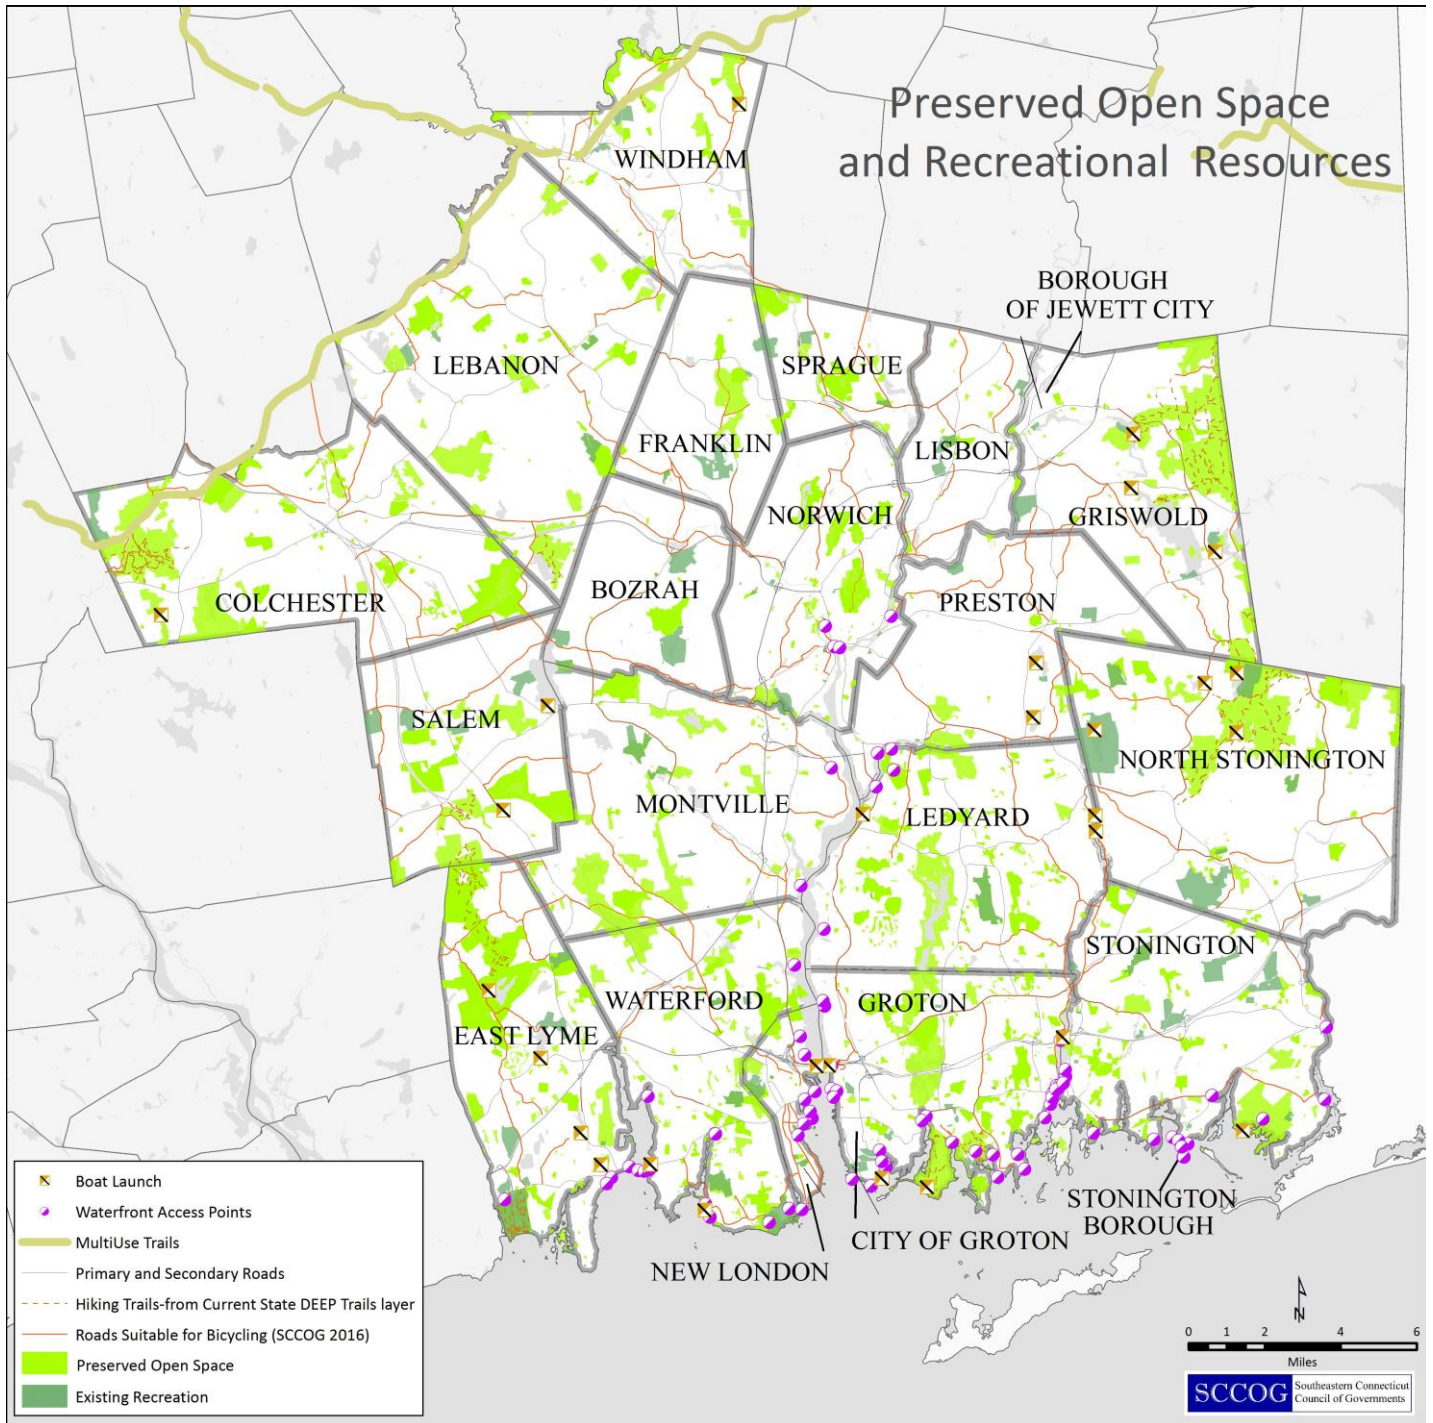 Preserved Open Space
and Recreational Resources
WINDHAM
BOROUGH
OF JEWETT CITY
LEBANON
SPRAGUE
FRANKLIN
LISBON
NORWICH
GRISWOLD
BOZRAH
COLCHESTER
PRESTON
SALEM
NORTH STONINGTON
MONTVILLE
LEDYARD
STONINGTON
WATERFORD
GROTON
EAST LYME
STONINGTON
BOROUGH
CITY OF GROTON
NEW LONDON
Boat Launch
Waterfront Access Points
MultiUse Trails
Primary and Secondary Roads
Hiking Trails-from Current State DEEP Trails layer
Roads Suitable for Bicycling (SCCOG 2016)
Preserved Open Space
Existing Recreation
N
0 1 2 4 6
Miles
SCCOG
Southeastern Connecticut
Council of Governments